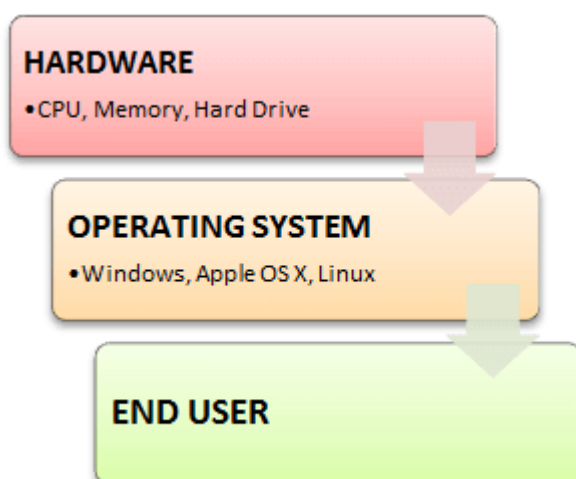 HARDWARE
•CPU, Memory, Hard Drive
OPERATING SYSTEM
•Windows, Apple OS X, Linux
END USER